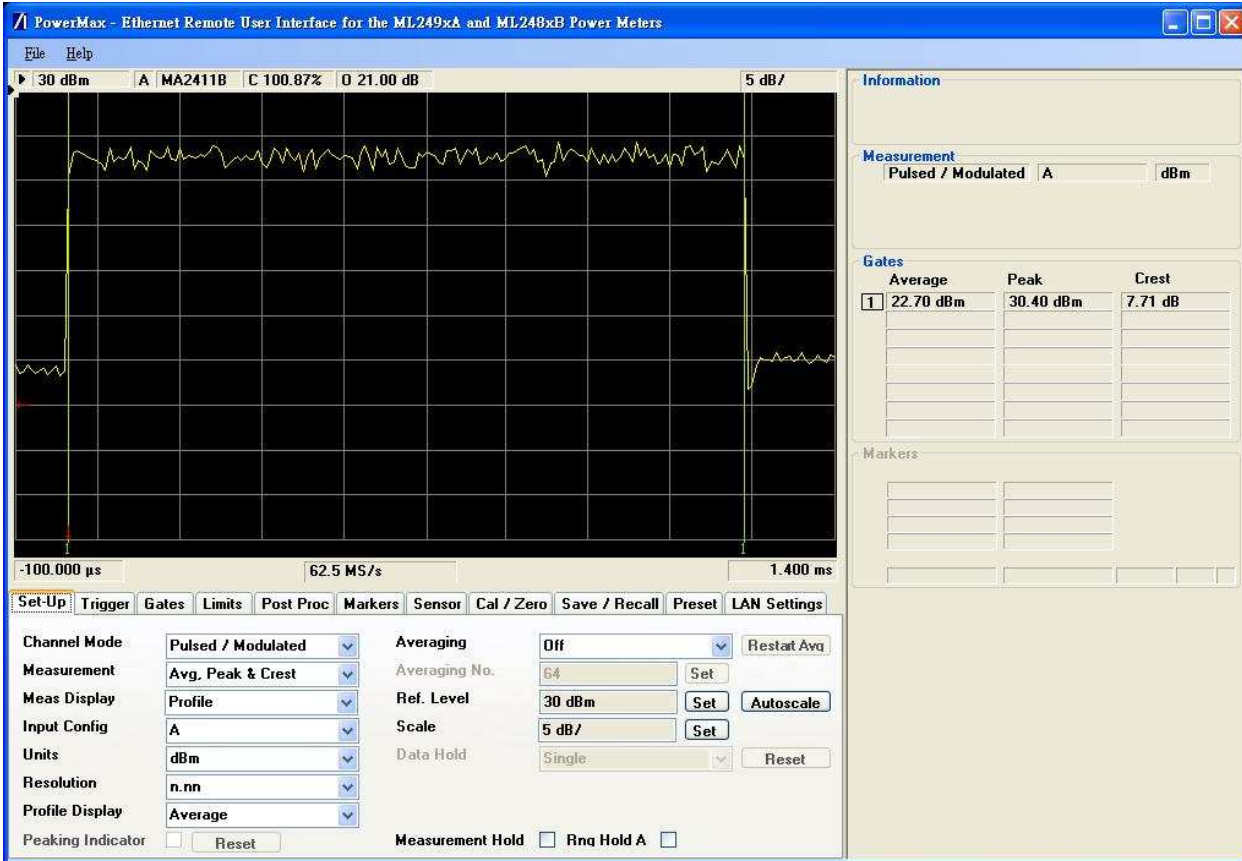 PowerMax - Ethernet Remote User Interface for the ML249xA and ML248xB Power Meters
File Help
30 dBm A MA2411B C 100.87% O 21.00 dB 5 dB/
1 1
-100.000 µs 62.5 MS/s 1.400 ms
Information
Measurement
Pulsed / Modulated A dBm
Gates
Average Peak Crest
1 22.70 dBm 30.40 dBm 7.71 dB
Markers
Set-Up Trigger Gates Limits Post Proc Markers Sensor Cal / Zero Save / Recall Preset LAN Settings
Channel Mode Pulsed / Modulated Averaging Off Restart Avg
Measurement Avg, Peak & Crest Averaging No. 64 Set
Meas Display Profile Ref. Level 30 dBm Set Autoscale
Input Config A Scale 5 dB/ Set
Units dBm Data Hold Single Reset
Resolution n.nn
Profile Display Average
Peaking Indicator Reset Measurement Hold Rng Hold A